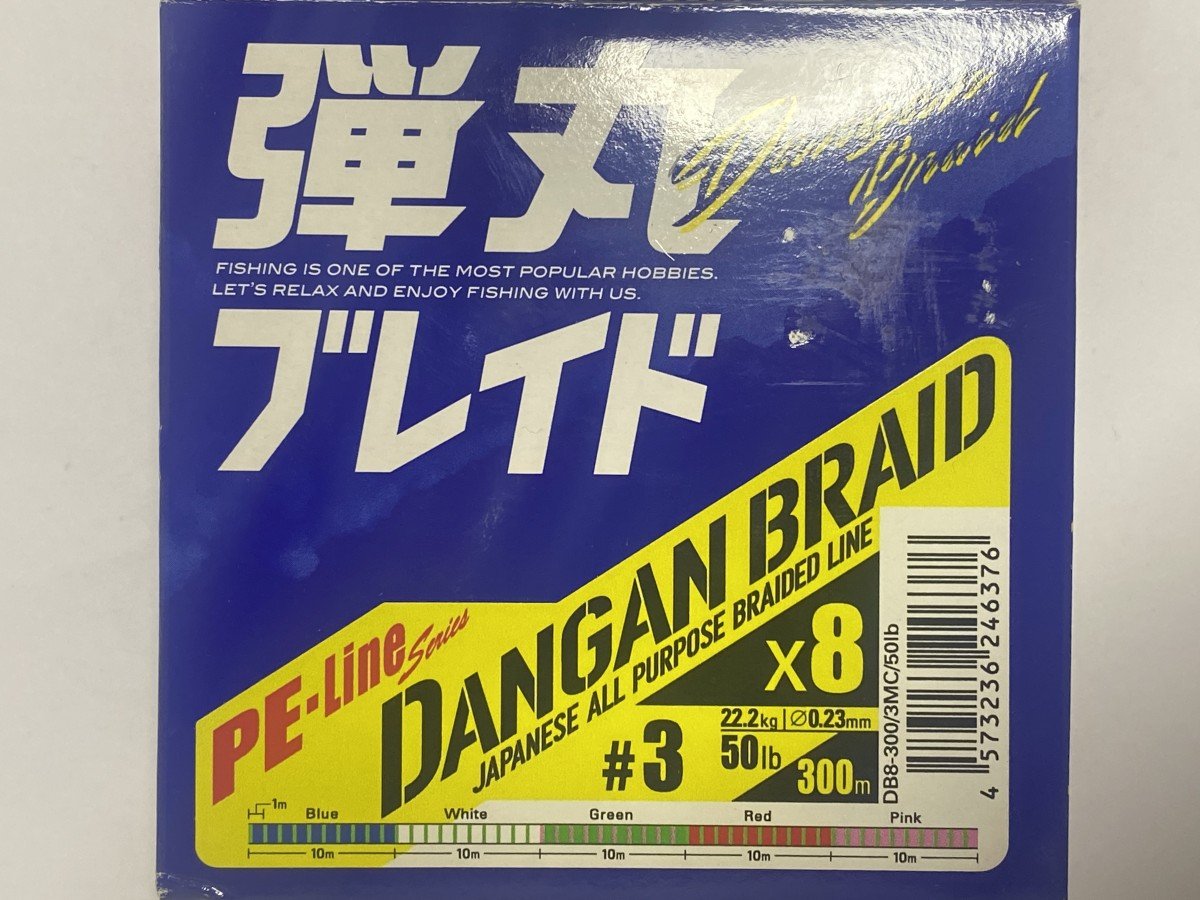 弾丸
Dangan
Braid
FISHING IS ONE OF THE MOST POPULAR HOBBIES.
LET'S RELAX AND ENJOY FISHING WITH US.
ブレイド
PE-Line Series
DANGAN BRAID
JAPANESE ALL PURPOSE BRAIDED LINE
X8
#3
22.2kg | ∅0.23mm
50lb
300m
DB8-300/3MC/50lb
4 573236 246376
1m
Blue White Green Red Pink
10m 10m 10m 10m 10m